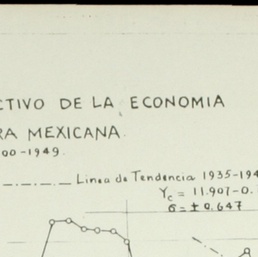 CTIVO DE LA ECONOMIA
RA MEXICANA
00-1949.
Linea de Tendencia 1935-194
Yc = 11.907-0.
σ = ± 0.647